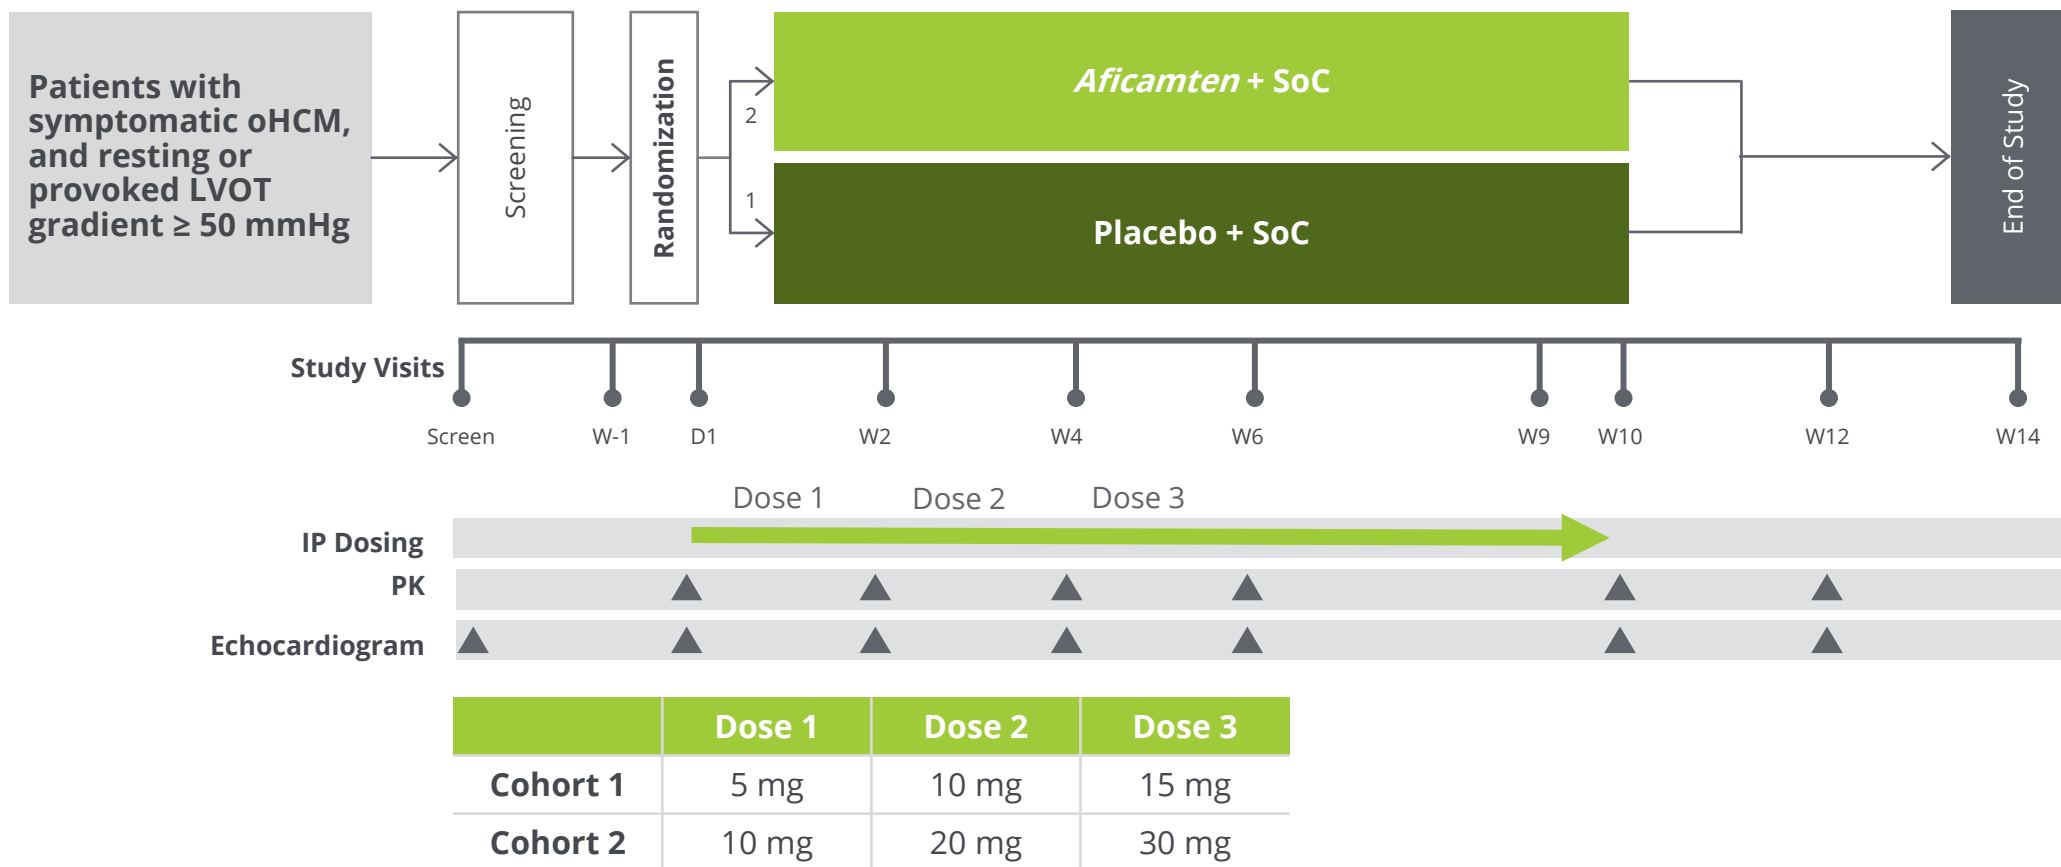 Patients with
symptomatic oHCM,
and resting or
provoked LVOT
gradient ≥ 50 mmHg
Screening
Randomization
2
1
Aficamten + SoC
Placebo + SoC
End of Study
Study Visits
Screen W-1 D1 W2 W4 W6 W9 W10 W12 W14
Dose 1 Dose 2 Dose 3
IP Dosing
PK
Echocardiogram
Dose 1 Dose 2 Dose 3
Cohort 1 5 mg 10 mg 15 mg
Cohort 2 10 mg 20 mg 30 mg